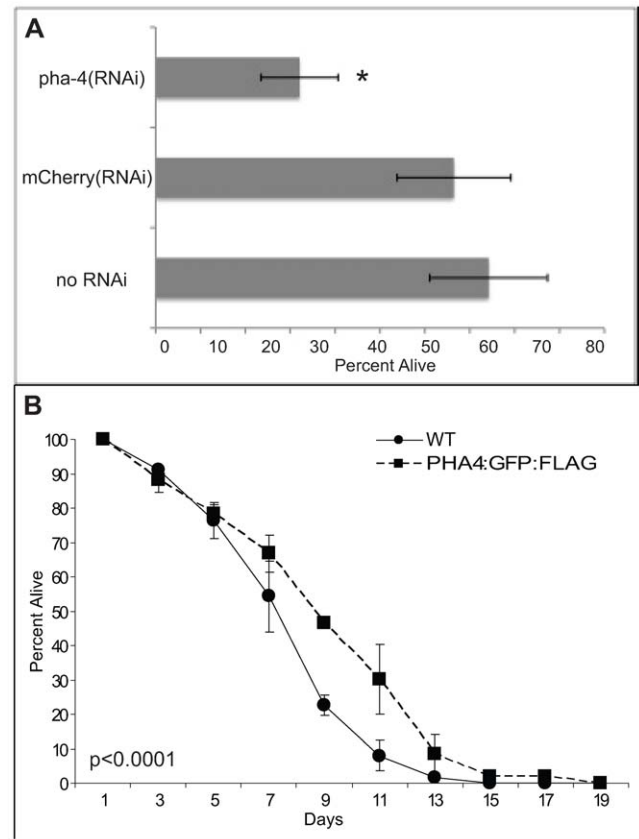 A
pha-4(RNAi)
*
mCherry(RNAi)
no RNAi
0 10 20 30 40 50 60 70 80
Percent Alive
B
WT
PHA4:GFP:FLAG
100
90
80
70
60
50
40
30
20
10
0
Percent Alive
p<0.0001
1 3 5 7 9 11 13 15 17 19
Days